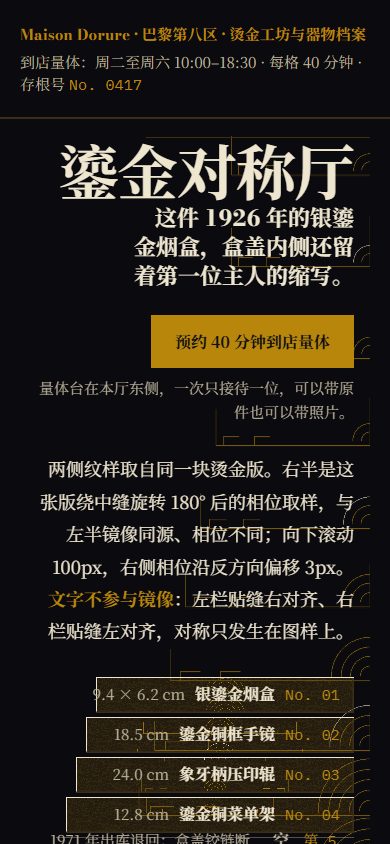 Maison Dorure · 巴黎第八区 · 烫金工坊与器物档案
到店量体：周二至周六 10:00–18:30 · 每格 40 分钟 ·
存根号 No. 0417
鎏金对称厅
这件 1926 年的银鎏
金烟盒，盒盖内侧还留
着第一位主人的缩写。
预约 40 分钟到店量体
量体台在本厅东侧，一次只接待一位，可以带原
件也可以带照片。
两侧纹样取自同一块烫金版。右半是这
张版绕中缝旋转 180° 后的相位取样，与
左半镜像同源、相位不同；向下滚动
100px，右侧相位沿反方向偏移 3px。
文字不参与镜像：左栏贴缝右对齐、右
栏贴缝左对齐，对称只发生在图样上。
9.4 × 6.2 cm 银鎏金烟盒 No. 01
18.5 cm 鎏金铜框手镜 No. 02
24.0 cm 象牙柄压印辊 No. 03
12.8 cm 鎏金铜菜单架 No. 04
1971 年出库退回：盒盖铰链断